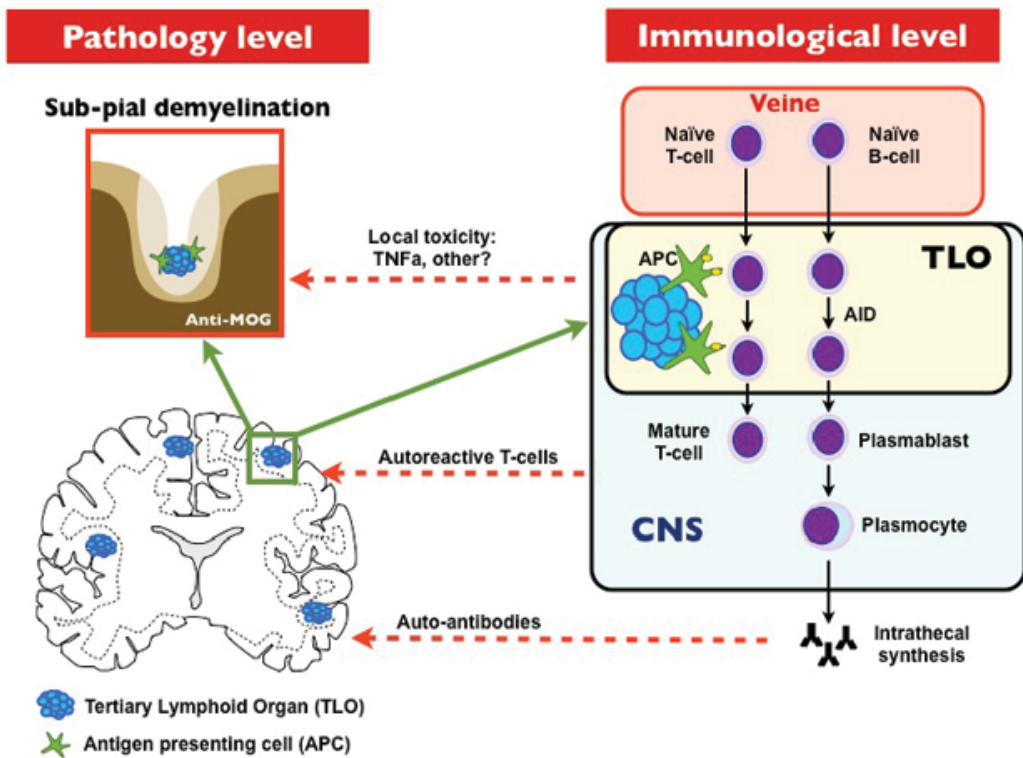 Pathology level
Immunological level
Sub-pial demyelination
Anti-MOG
Local toxicity:
TNFa, other?
Autoreactive T-cells
Auto-antibodies
Veine
Naïve
T-cell
Naïve
B-cell
TLO
APC
AID
Mature
T-cell
Plasmablast
CNS
Plasmocyte
Intrathecal
synthesis
Tertiary Lymphoid Organ (TLO)
Antigen presenting cell (APC)